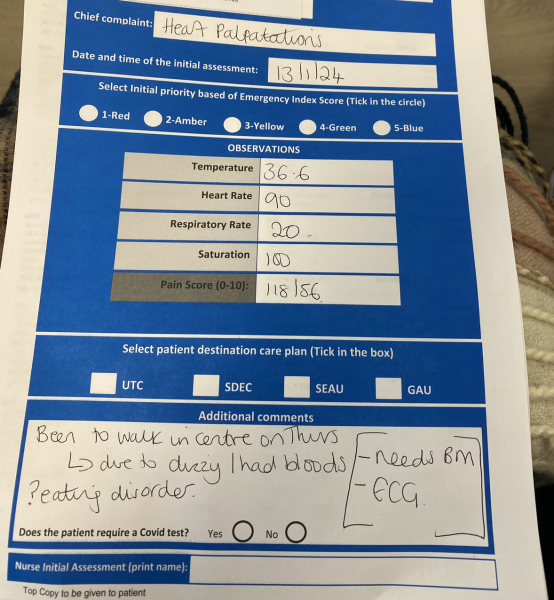 Chief complaint: Heart Palpatations
Date and time of the initial assessment: 13/1/24
Select Initial priority based of Emergency Index Score (Tick in the circle)
1-Red 2-Amber 3-Yellow 4-Green 5-Blue
OBSERVATIONS
Temperature 36.6
Heart Rate 90
Respiratory Rate 20.
Saturation 100
Pain Score (0-10): 118/56
Select patient destination care plan (Tick in the box)
UTC SDEC SEAU GAU
Additional comments
Been to walk in centre on Thurs
↳ due to dizzy / had bloods
?eating disorder.
- needs BM
- ECG.
Does the patient require a Covid test? Yes No
Nurse Initial Assessment (print name):
Top Copy to be given to patient